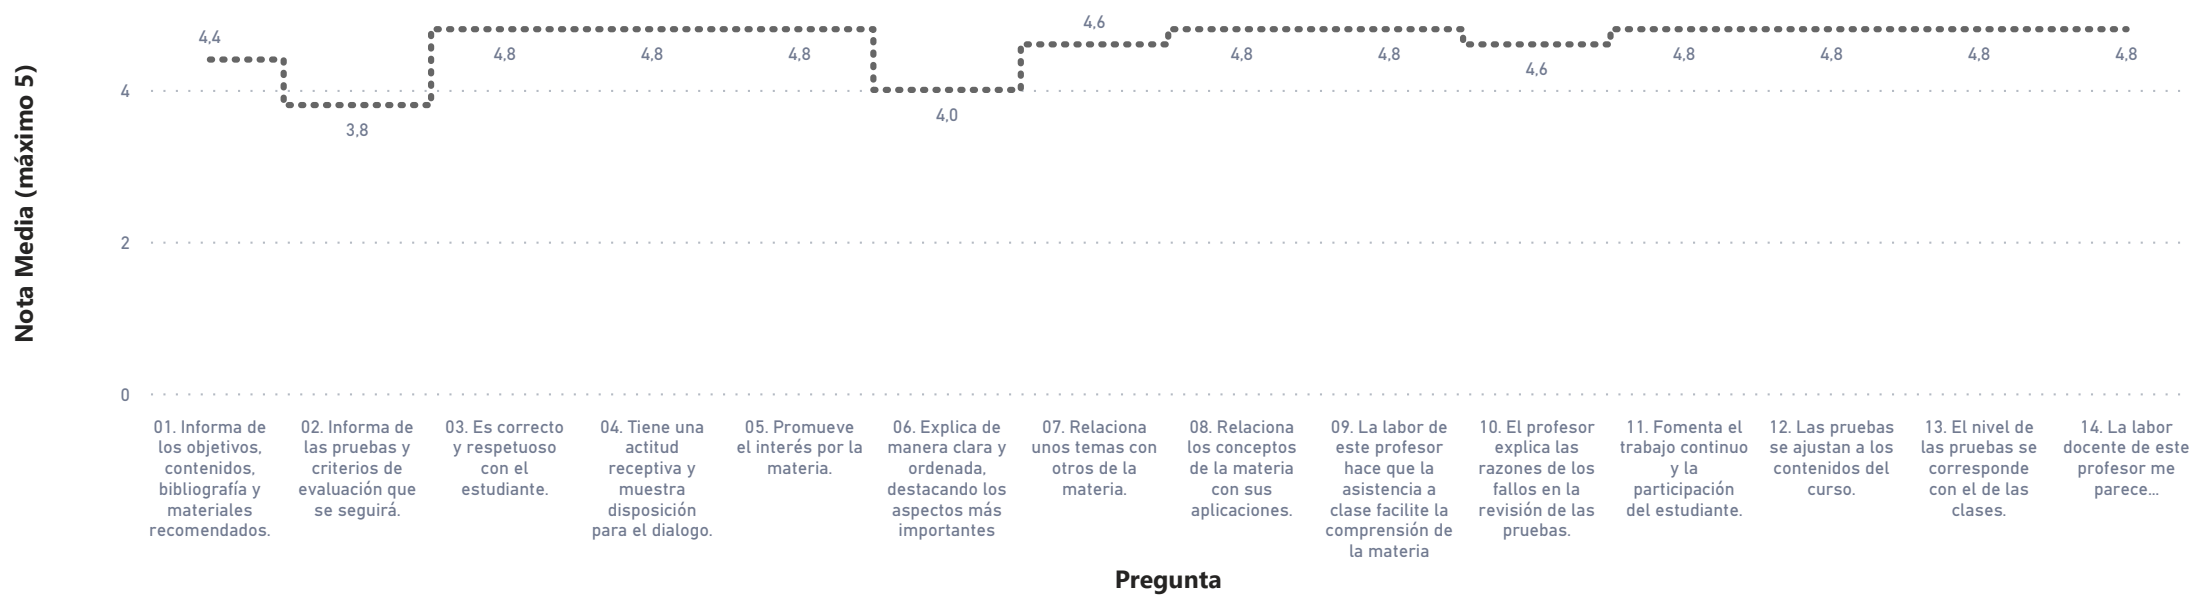 Nota Media (máximo 5)
4,4
3,8
4,8
4,8
4,8
4,0
4,6
4,8
4,8
4,6
4,8
4,8
4,8
4,8
4
2
0
01. Informa de
los objetivos,
contenidos,
bibliografía y
materiales
recomendados.
02. Informa de
las pruebas y
criterios de
evaluación que
se seguirá.
03. Es correcto
y respetuoso
con el
estudiante.
04. Tiene una
actitud
receptiva y
muestra
disposición
para el dialogo.
05. Promueve
el interés por la
materia.
06. Explica de
manera clara y
ordenada,
destacando los
aspectos más
importantes
07. Relaciona
unos temas con
otros de la
materia.
08. Relaciona
los conceptos
de la materia
con sus
aplicaciones.
09. La labor de
este profesor
hace que la
asistencia a
clase facilite la
comprensión de
la materia
10. El profesor
explica las
razones de los
fallos en la
revisión de las
pruebas.
11. Fomenta el
trabajo continuo
y la
participación
del estudiante.
12. Las pruebas
se ajustan a los
contenidos del
curso.
13. El nivel de
las pruebas se
corresponde
con el de las
clases.
14. La labor
docente de este
profesor me
parece...
Pregunta